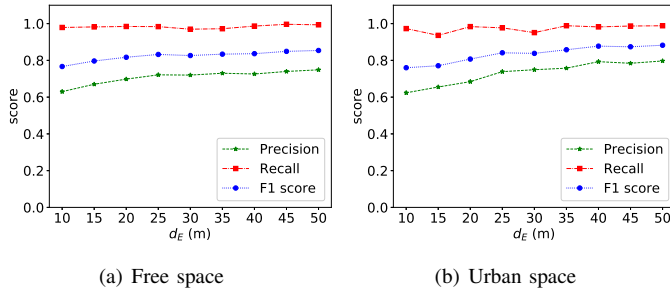 1.0
0.8
0.6
0.4
0.2
0.0
score
10 15 20 25 30 35 40 45 50
d_E (m)
Precision
Recall
F1 score
(a) Free space
1.0
0.8
0.6
0.4
0.2
0.0
score
10 15 20 25 30 35 40 45 50
d_E (m)
Precision
Recall
F1 score
(b) Urban space